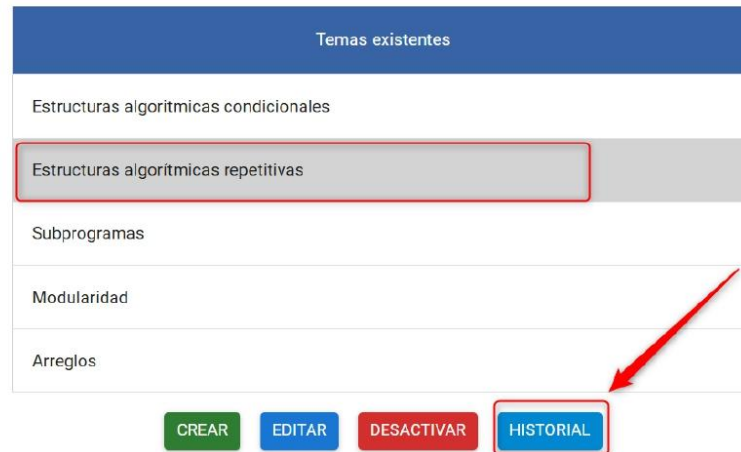 Temas existentes
Estructuras algoritmicas condicionales
Estructuras algorítmicas repetitivas
Subprogramas
Modularidad
Arreglos
CREAR EDITAR DESACTIVAR HISTORIAL